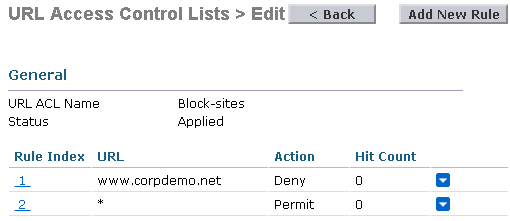 URL Access Control Lists > Edit < Back Add New Rule
General
URL ACL Name Block-sites
Status Applied
Rule Index URL Action Hit Count
1 www.corpdemo.net Deny 0
2 * Permit 0